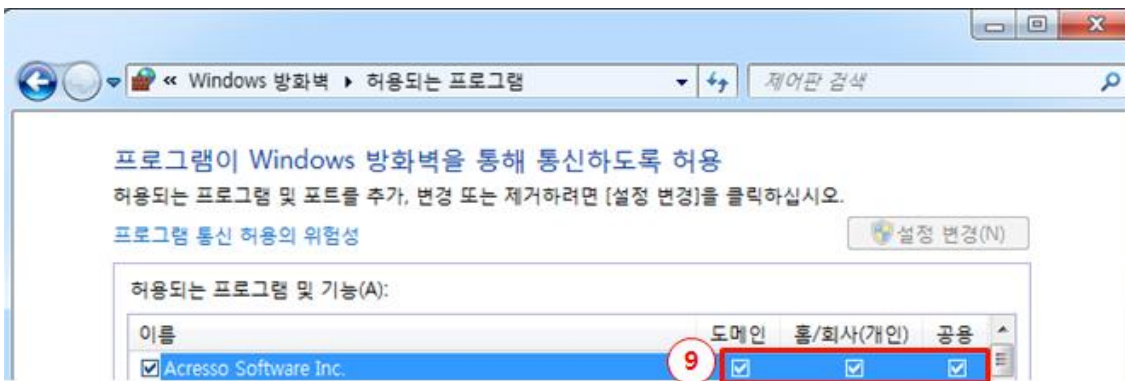 « Windows 방화벽 ▶ 허용되는 프로그램
제어판 검색
프로그램이 Windows 방화벽을 통해 통신하도록 허용
허용되는 프로그램 및 포트를 추가, 변경 또는 제거하려면 [설정 변경]을 클릭하십시오.
프로그램 통신 허용의 위험성
설정 변경(N)
허용되는 프로그램 및 기능(A):
이름 도메인 홈/회사(개인) 공용
Acresso Software Inc. 9